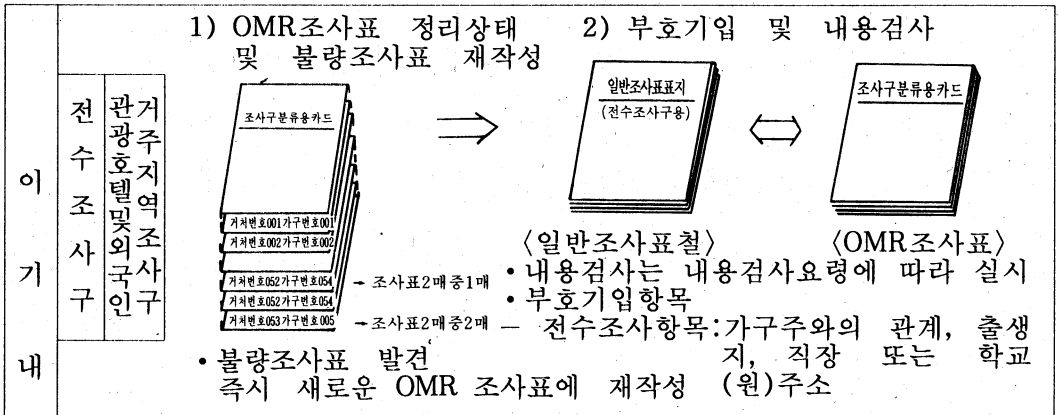 이
기
내
전수조사구
관광호텔및외국인
거주지역조사구
1) OMR조사표 정리상태
및 불량조사표 재작성
조사구분류용카드
거처번호001가구번호001
거처번호002가구번호002
거처번호052가구번호054
거처번호052가구번호054
거처번호053가구번호005
→ 조사표2매중1매
→ 조사표2매중2매
• 불량조사표 발견
즉시 새로운 OMR 조사표에 재작성
2) 부호기입 및 내용검사
일반조사표표지
(전수조사구용)
조사구분류용카드
〈일반조사표철〉
〈OMR조사표〉
• 내용검사는 내용검사요령에 따라 실시
• 부호기입항목
– 전수조사항목:가구주와의 관계, 출생
지, 직장 또는 학교
(원)주소